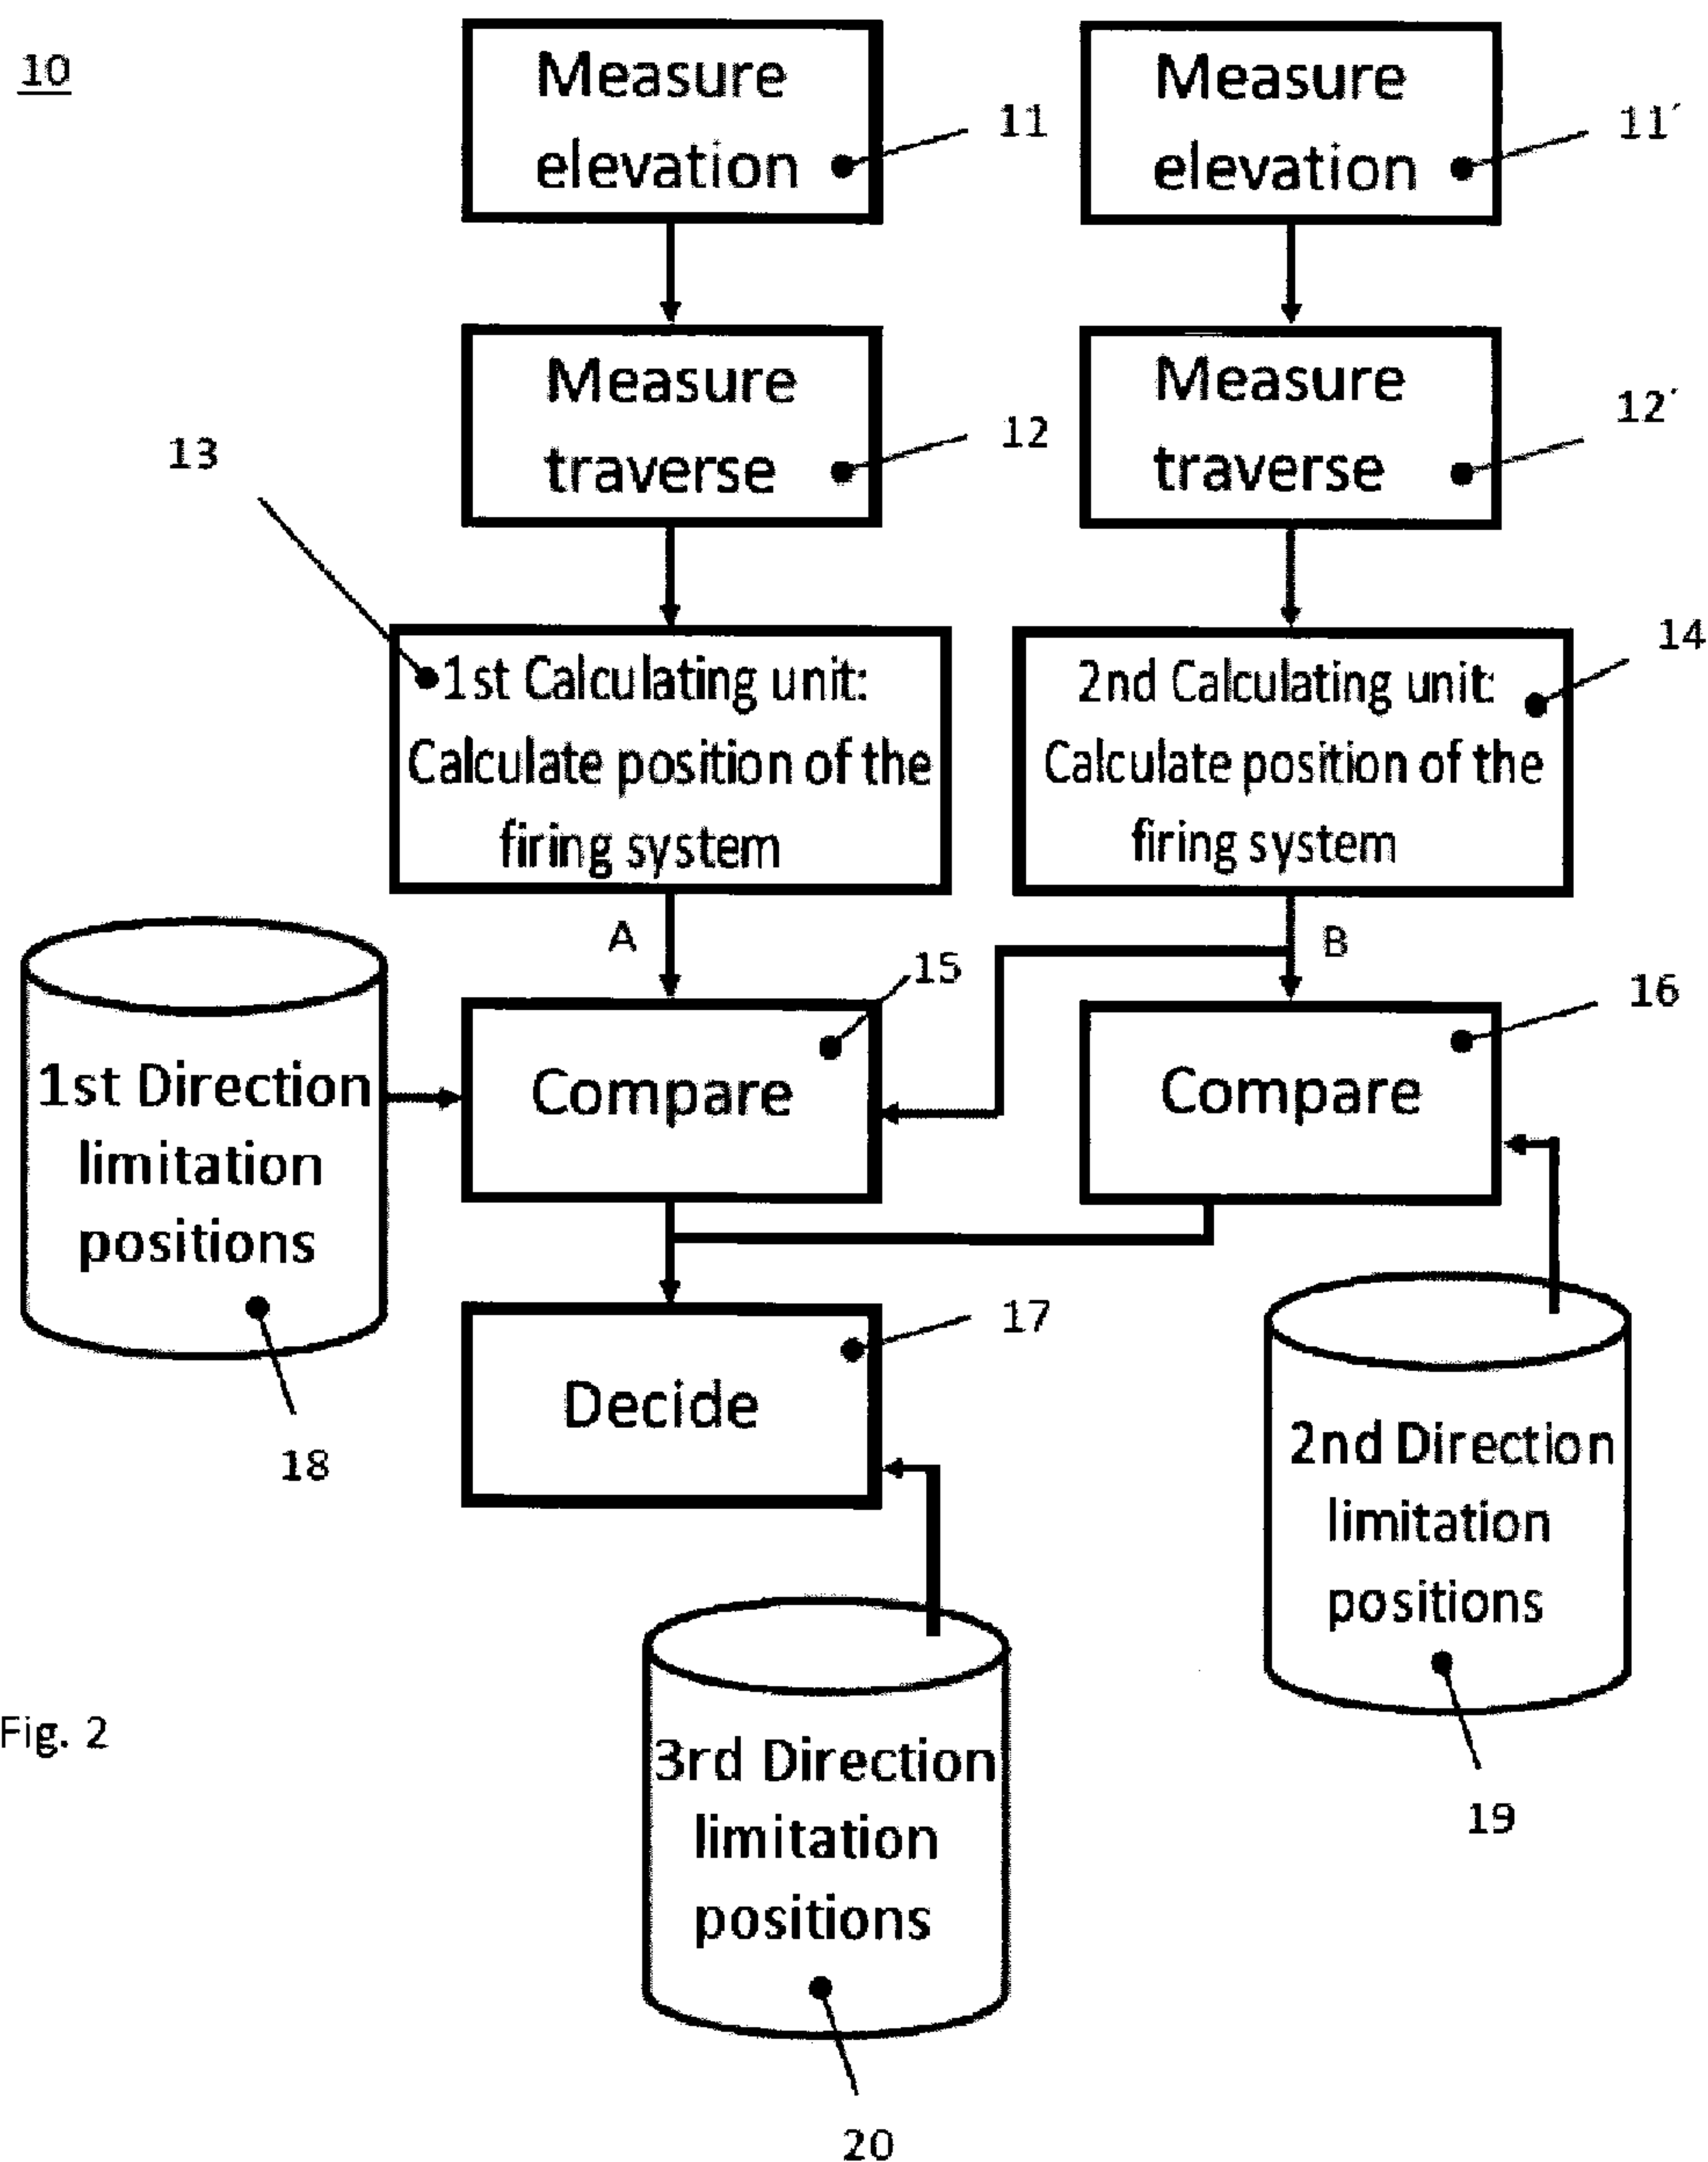 10
Measure
elevation
11
Measure
elevation
11´
Measure
traverse
12
Measure
traverse
12´
13
1st Calculating unit:
Calculate position of the
firing system
2nd Calculating unit:
Calculate position of the
firing system
14
A
B
15
16
1st Direction
limitation
positions
18
Compare
Compare
Decide
17
2nd Direction
limitation
positions
19
Fig. 2
3rd Direction
limitation
positions
20